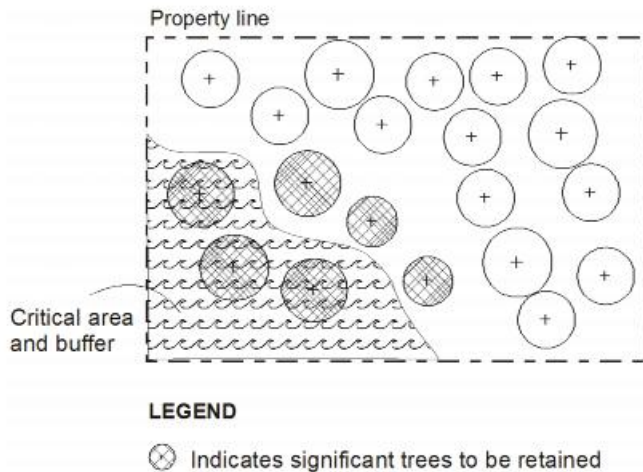 Property line
Critical area
and buffer
LEGEND
Indicates significant trees to be retained